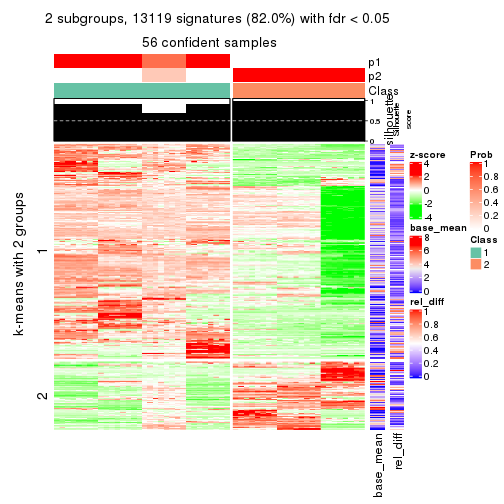 2 subgroups, 13119 signatures (82.0%) with fdr < 0.05
56 confident samples
p1
p2
Class
1
0.5
0
silhouette
Silhouette
score
k-means with 2 groups
1
2
base_mean
rel_diff
z-score
4
2
0
-2
-4
base_mean
8
6
4
2
0
rel_diff
1
0.8
0.6
0.4
0.2
0
Prob
1
0.8
0.6
0.4
0.2
0
Class
1
2